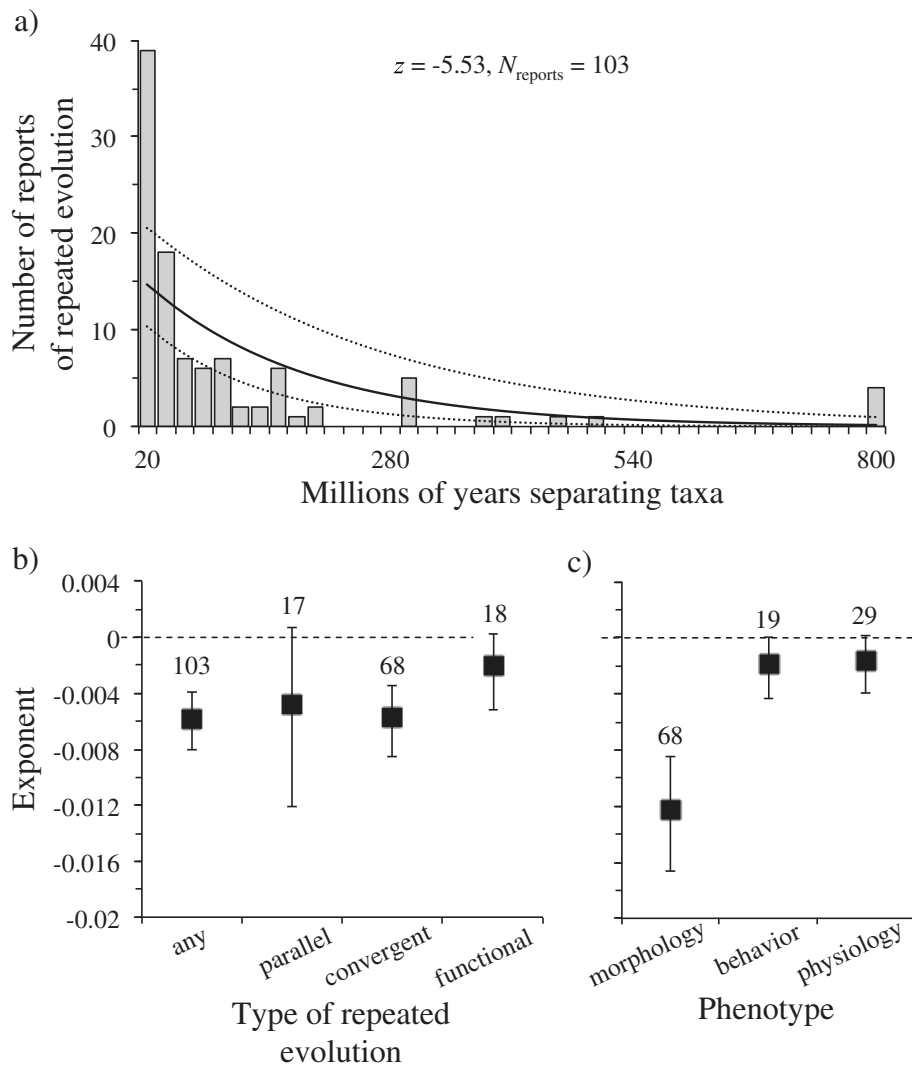 a)
Number of reports
of repeated evolution
40
30
20
10
0
z = -5.53, Nreports = 103
20 280 540 800
Millions of years separating taxa
b)
Exponent
0.004
0
-0.004
-0.008
-0.012
-0.016
-0.02
103 17 68 18
any parallel convergent functional
Type of repeated
evolution
c)
68 19 29
morphology behavior physiology
Phenotype